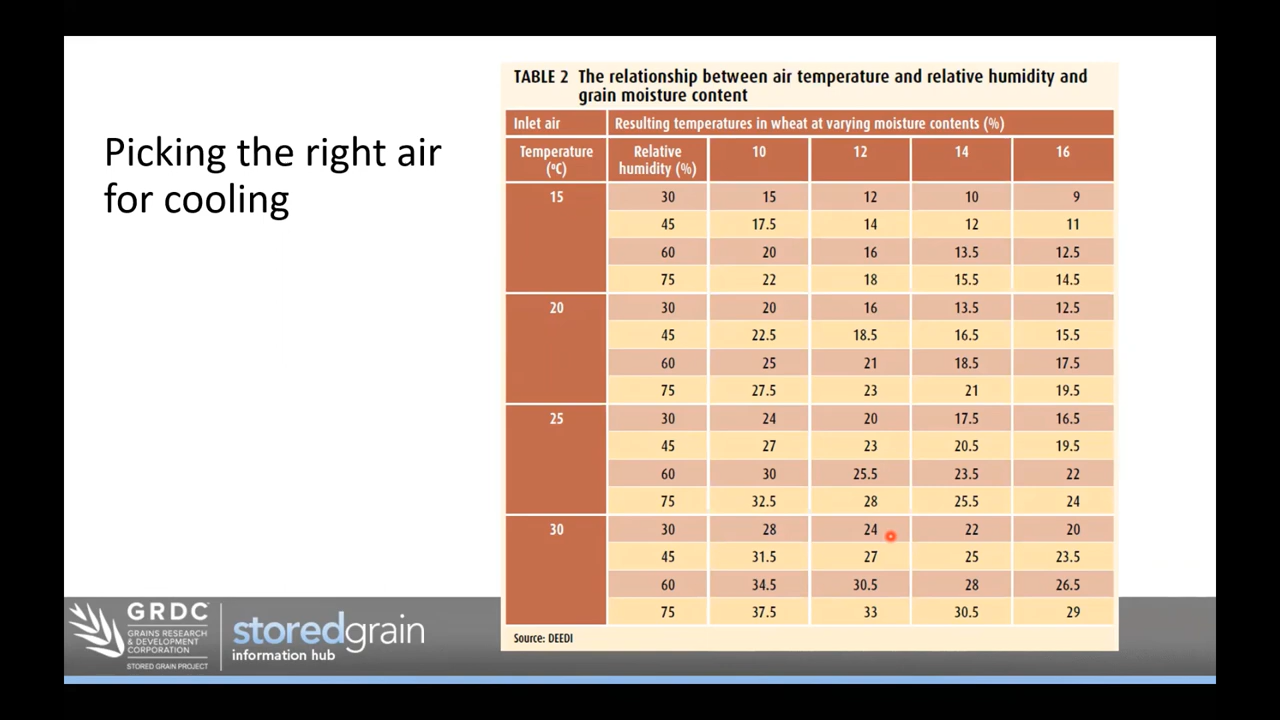 Picking the right air
for cooling
TABLE 2 The relationship between air temperature and relative humidity and
grain moisture content
Inlet air Resulting temperatures in wheat at varying moisture contents (%)
Temperature (ºC) Relative humidity (%) 10 12 14 16
15 30 15 12 10 9
45 17.5 14 12 11
60 20 16 13.5 12.5
75 22 18 15.5 14.5
20 30 20 16 13.5 12.5
45 22.5 18.5 16.5 15.5
60 25 21 18.5 17.5
75 27.5 23 21 19.5
25 30 24 20 17.5 16.5
45 27 23 20.5 19.5
60 30 25.5 23.5 22
75 32.5 28 25.5 24
30 30 28 24 22 20
45 31.5 27 25 23.5
60 34.5 30.5 28 26.5
75 37.5 33 30.5 29
Source: DEEDI
GRDC
GRAINS RESEARCH
& DEVELOPMENT
CORPORATION
STORED GRAIN PROJECT
storedgrain
information hub